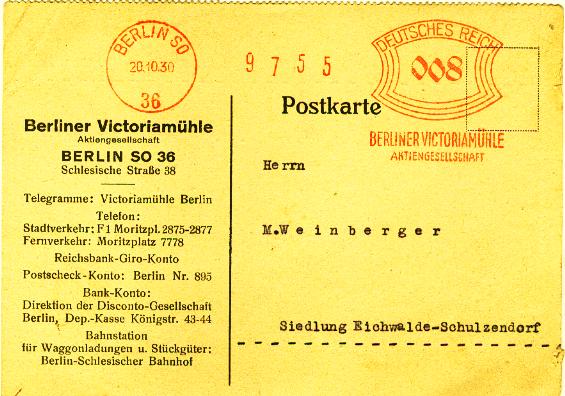 BERLIN SO
20.10.30
36
9 7 5 5
DEUTSCHES REICH
008
BERLINER VICTORIAMÜHLE
AKTIENGESELLSCHAFT
Berliner Victoriamühle
Aktiengesellschaft
BERLIN SO 36
Schlesische Straße 38
Telegramme: Victoriamühle Berlin
Telefon:
Stadtverkehr: F1 Moritzpl. 2875-2877
Fernverkehr: Moritzplatz 7778
Reichsbank-Giro-Konto
Postscheck-Konto: Berlin Nr. 895
Bank-Konto:
Direktion der Disconto-Gesellschaft
Berlin, Dep.-Kasse Königstr. 43-44
Bahnstation
für Waggonladungen u. Stückgüter:
Berlin-Schlesischer Bahnhof
Postkarte
Herrn
M.Weinberger
Siedlung Eichwalde-Schulzendorf